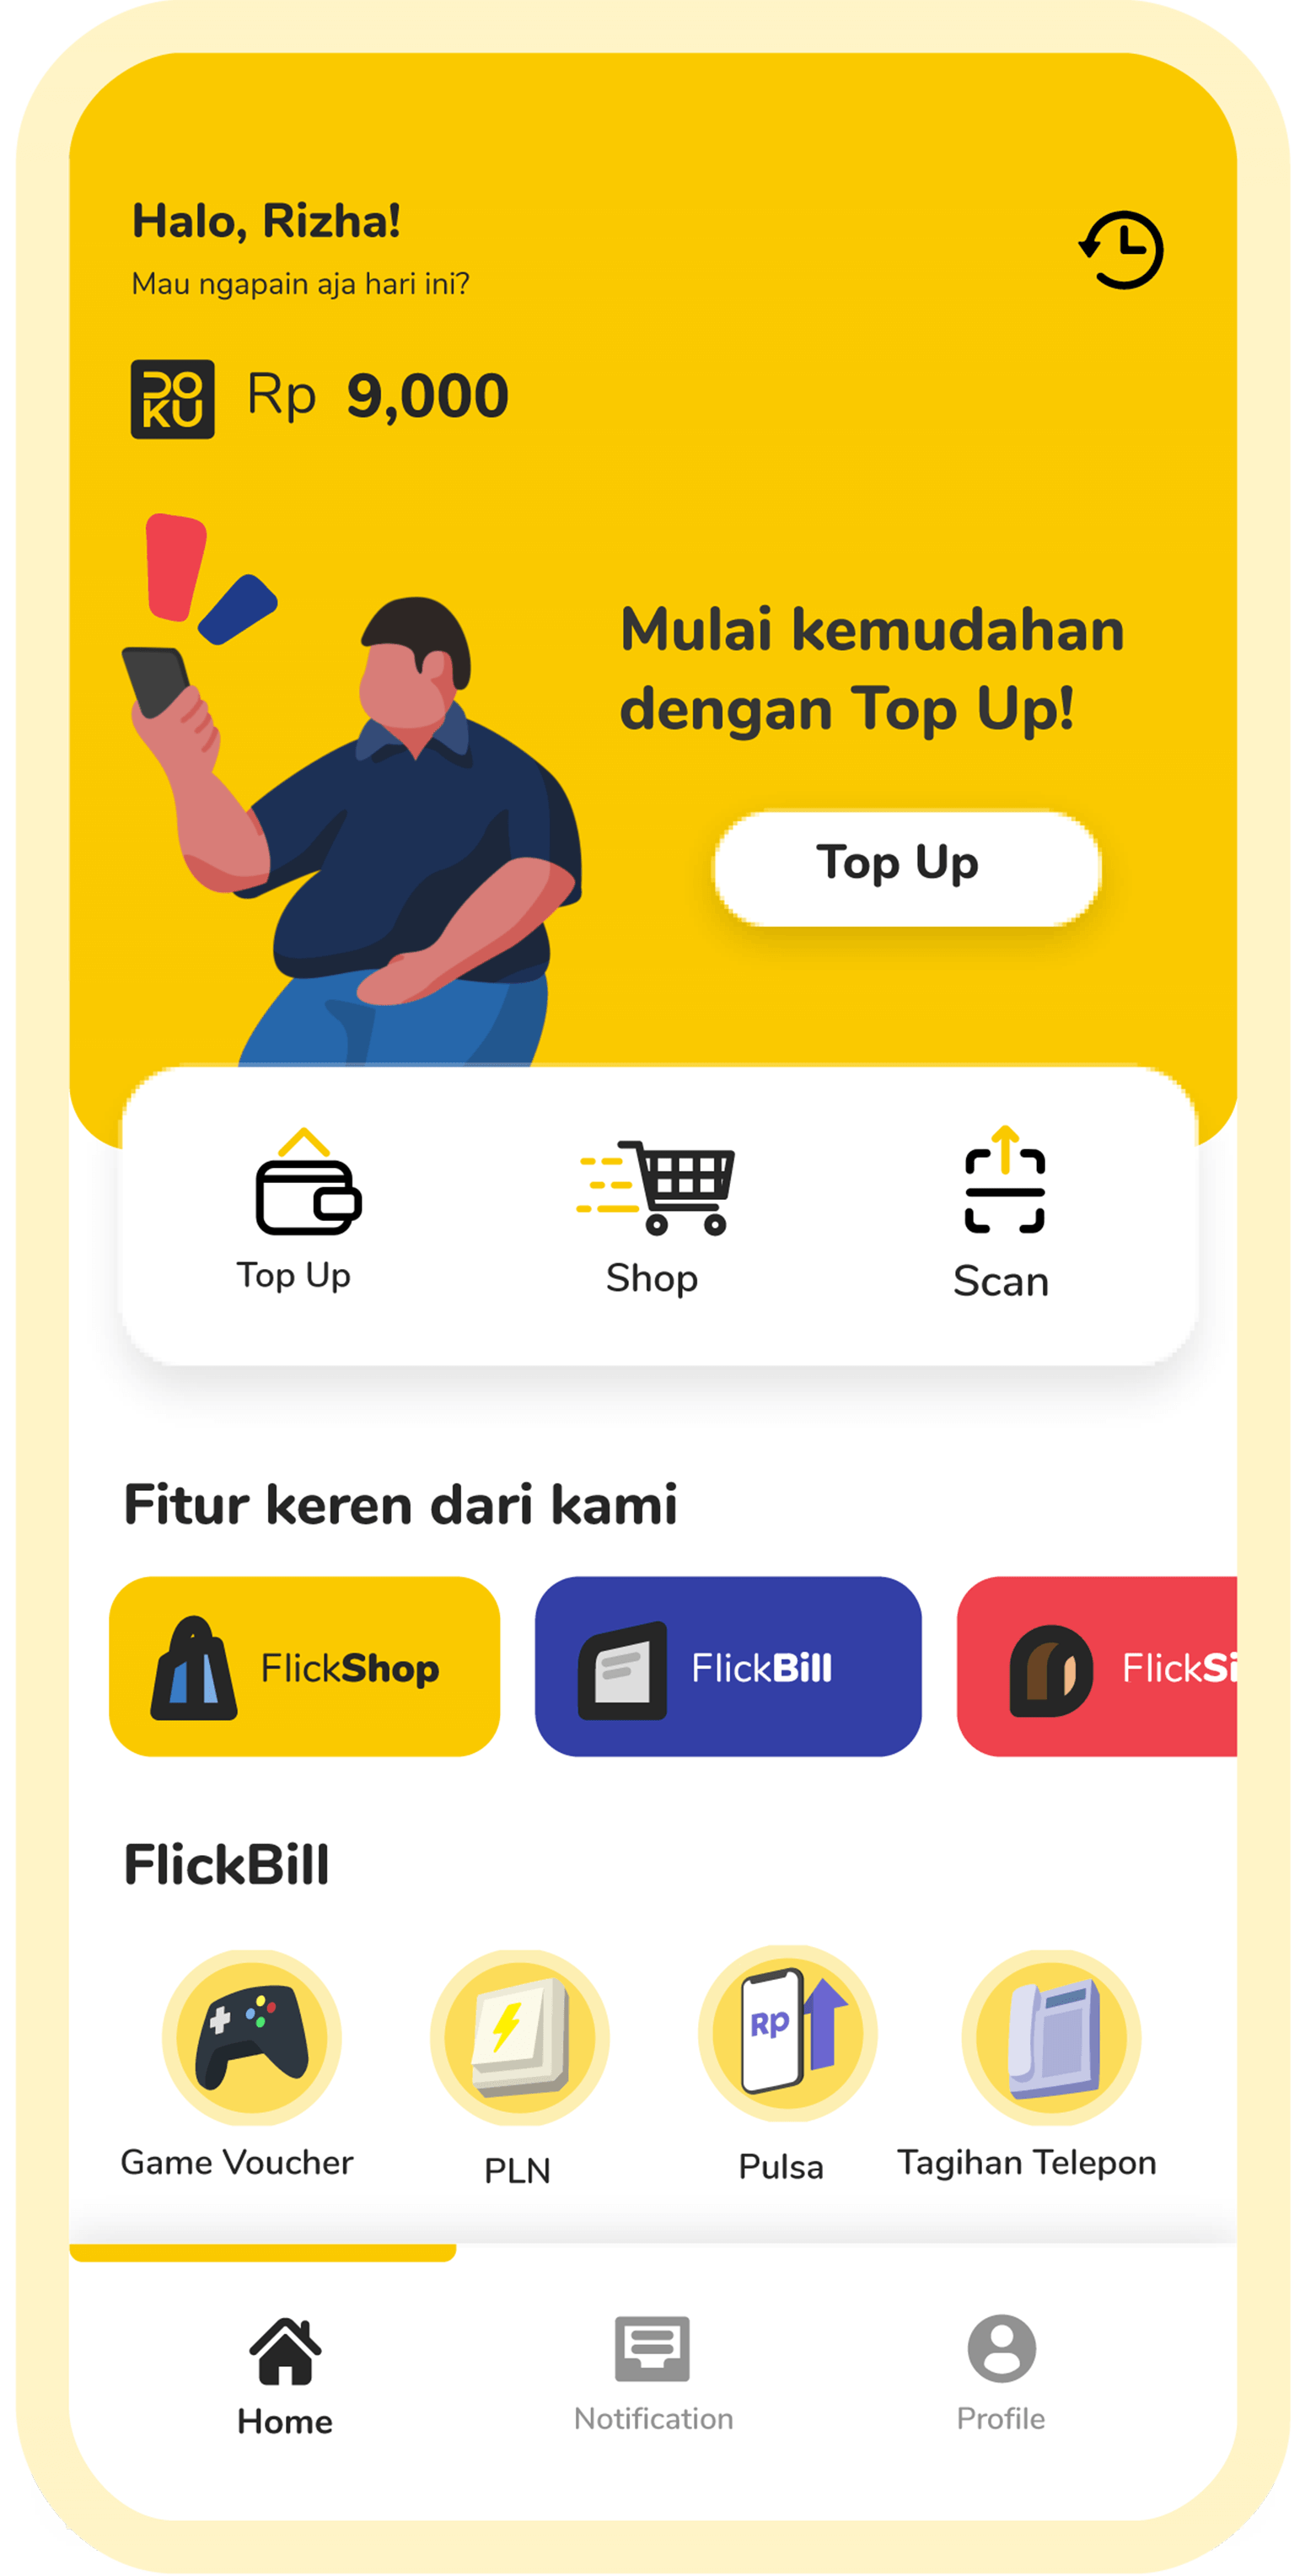 Halo, Rizha!
Mau ngapain aja hari ini?
DOKU Rp 9,000
Mulai kemudahan
dengan Top Up!
Top Up
Top Up Shop Scan
Fitur keren dari kami
FlickShop FlickBill FlickSi
FlickBill
Rp
Game Voucher PLN Pulsa Tagihan Telepon
Home Notification Profile